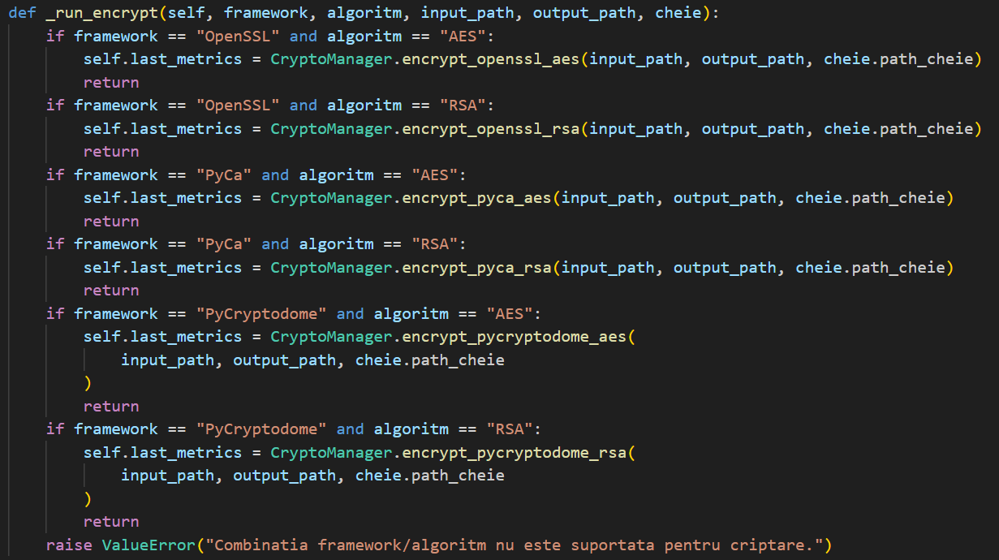 def _run_encrypt(self, framework, algoritm, input_path, output_path, cheie):
    if framework == "OpenSSL" and algoritm == "AES":
        self.last_metrics = CryptoManager.encrypt_openssl_aes(input_path, output_path, cheie.path_cheie)
        return
    if framework == "OpenSSL" and algoritm == "RSA":
        self.last_metrics = CryptoManager.encrypt_openssl_rsa(input_path, output_path, cheie.path_cheie)
        return
    if framework == "PyCa" and algoritm == "AES":
        self.last_metrics = CryptoManager.encrypt_pyca_aes(input_path, output_path, cheie.path_cheie)
        return
    if framework == "PyCa" and algoritm == "RSA":
        self.last_metrics = CryptoManager.encrypt_pyca_rsa(input_path, output_path, cheie.path_cheie)
        return
    if framework == "PyCryptodome" and algoritm == "AES":
        self.last_metrics = CryptoManager.encrypt_pycryptodome_aes(
            input_path, output_path, cheie.path_cheie
        )
        return
    if framework == "PyCryptodome" and algoritm == "RSA":
        self.last_metrics = CryptoManager.encrypt_pycryptodome_rsa(
            input_path, output_path, cheie.path_cheie
        )
        return
    raise ValueError("Combinatia framework/algoritm nu este suportata pentru criptare.")